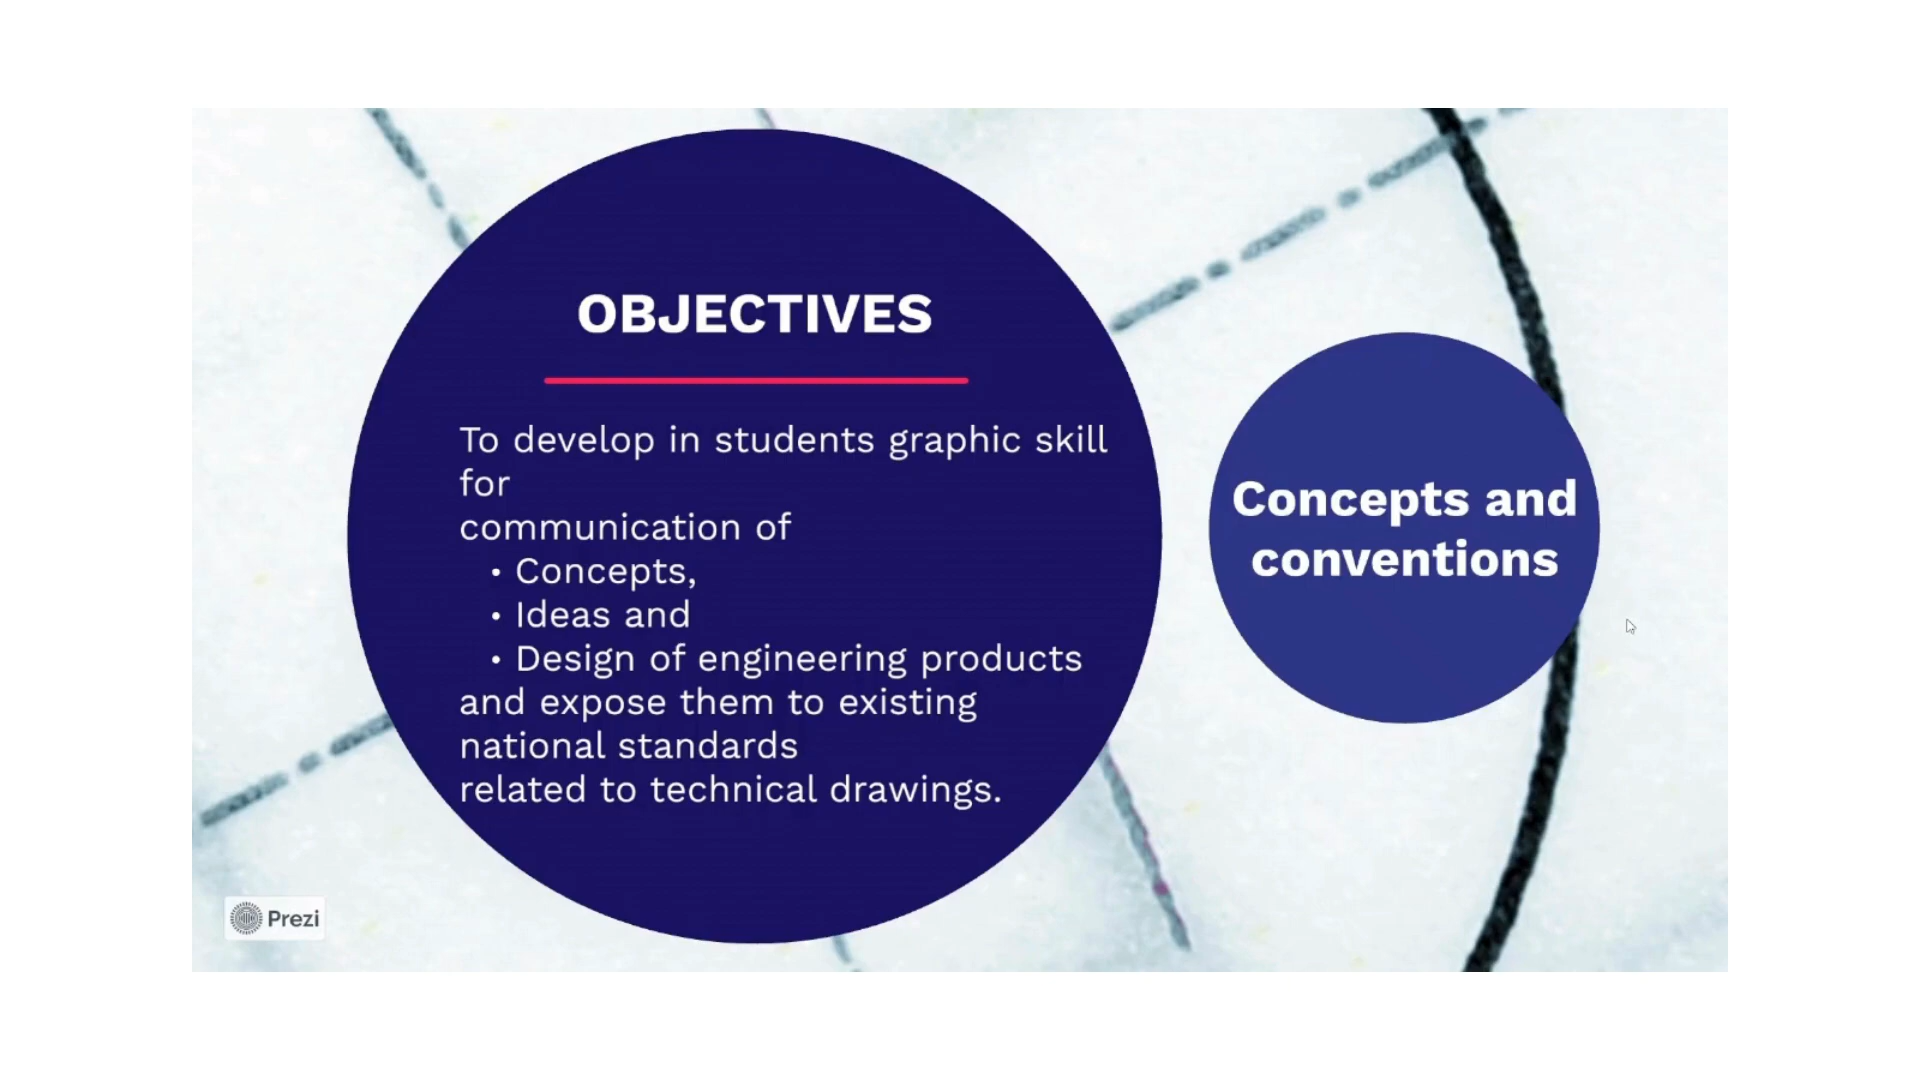 OBJECTIVES
To develop in students graphic skill
for
communication of
• Concepts,
• Ideas and
• Design of engineering products
and expose them to existing
national standards
related to technical drawings.
Concepts and
conventions
Prezi